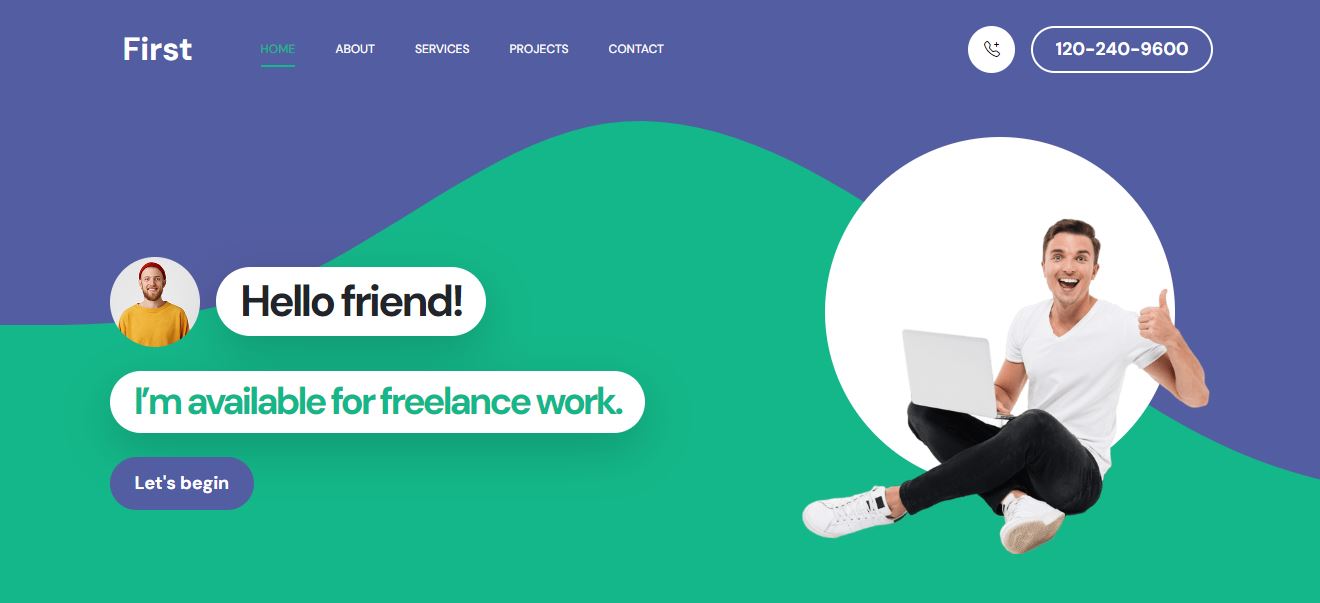 First
HOME ABOUT SERVICES PROJECTS CONTACT
120-240-9600
Hello friend!
I’m available for freelance work.
Let's begin